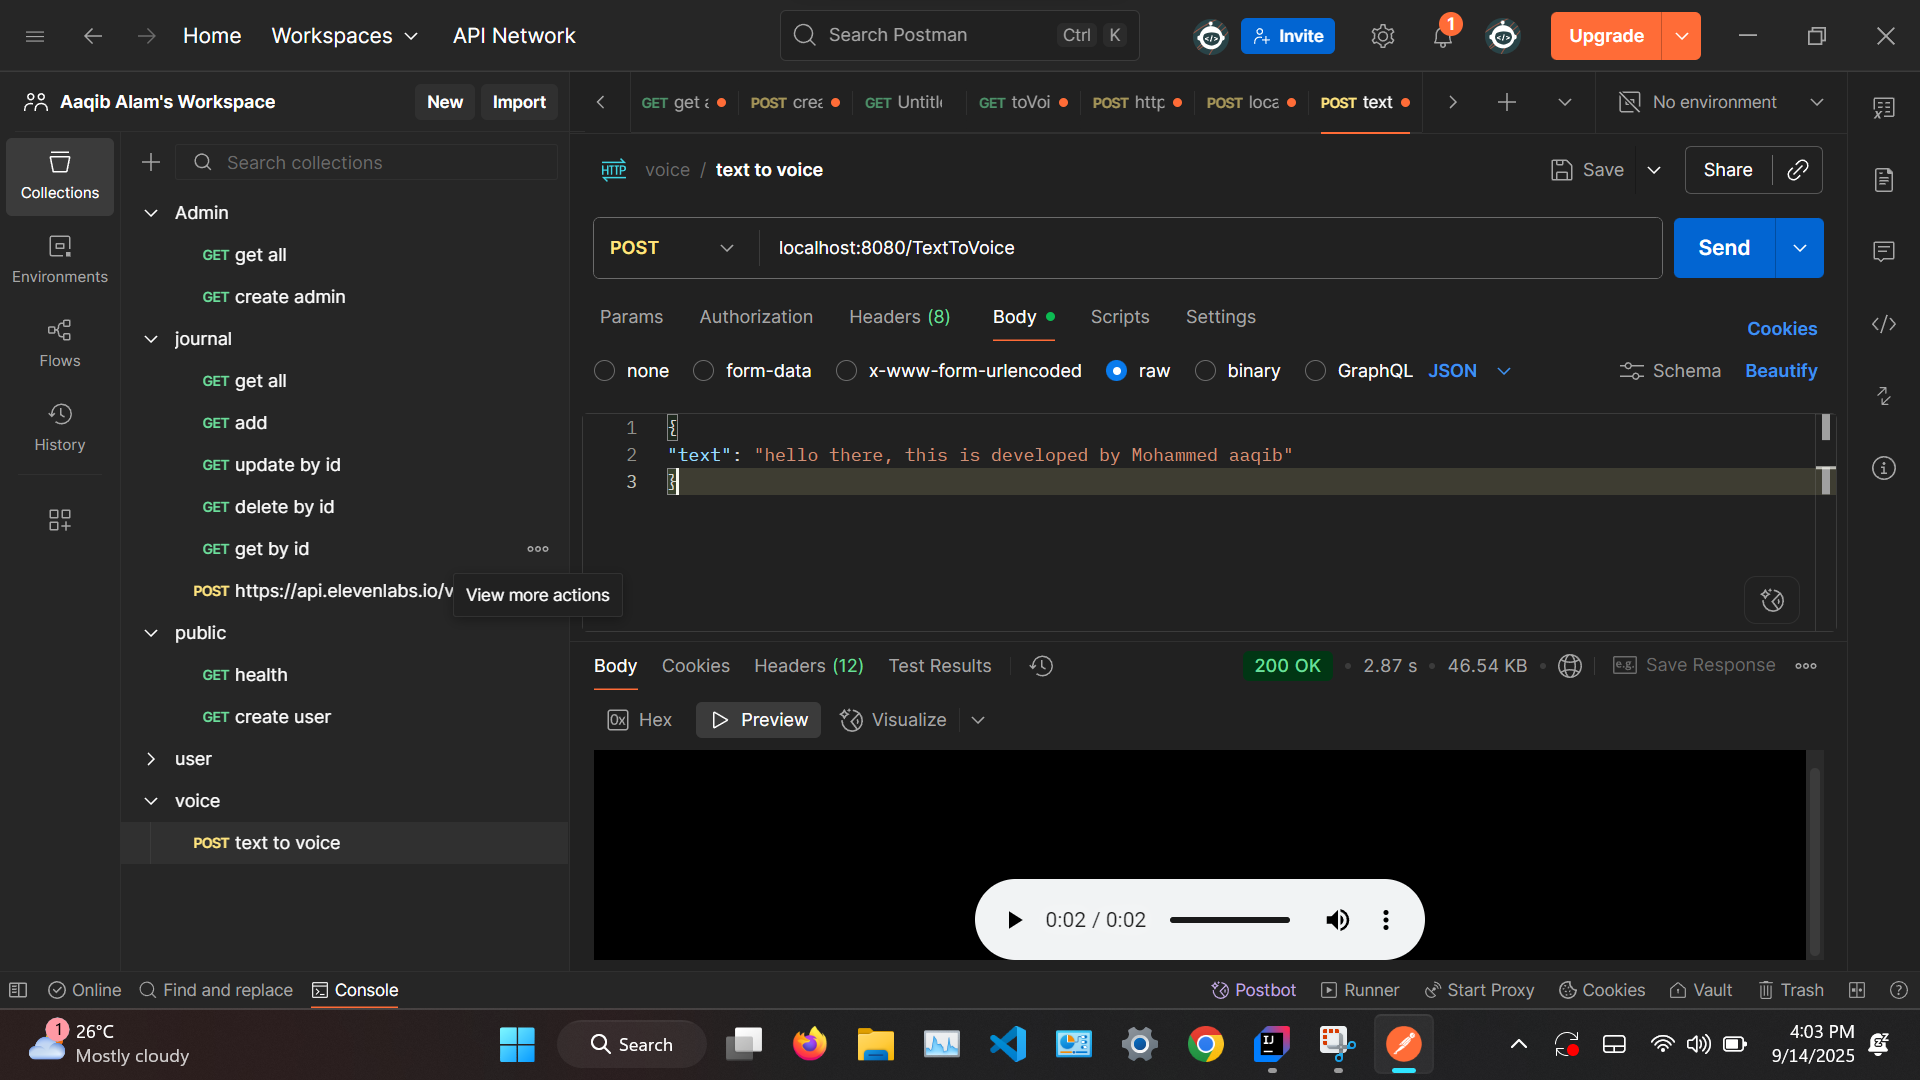 Home Workspaces API Network Search Postman Ctrl K Invite 1 Upgrade
Aaqib Alam's Workspace New Import
GET get a POST crea GET Untitle GET toVoi POST http POST loca POST text No environment
Collections
Environments
Flows
History
Search collections
Admin
GET get all
GET create admin
journal
GET get all
GET add
GET update by id
GET delete by id
GET get by id
POST https://api.elevenlabs.io/v
View more actions
public
GET health
GET create user
user
voice
POST text to voice
HTTP voice / text to voice Save Share
POST localhost:8080/TextToVoice Send
Params Authorization Headers (8) Body Scripts Settings Cookies
none form-data x-www-form-urlencoded raw binary GraphQL JSON Schema Beautify
1 {
2 "text": "hello there, this is developed by Mohammed aaqib"
3 }
Body Cookies Headers (12) Test Results 200 OK 2.87 s 46.54 KB e.g. Save Response
0x Hex Preview Visualize
0:02 / 0:02
Online Find and replace Console Postbot Runner Start Proxy Cookies Vault Trash
1 26°C
Mostly cloudy
Search
IJ
4:03 PM
9/14/2025